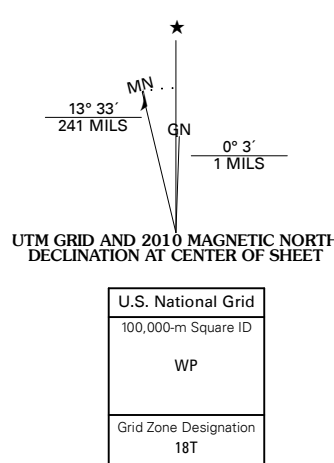 ★
MN
13° 33´
241 MILS
GN
0° 3´
1 MILS
UTM GRID AND 2010 MAGNETIC NORTH
DECLINATION AT CENTER OF SHEET
U.S. National Grid
100,000-m Square ID
WP
Grid Zone Designation
18T